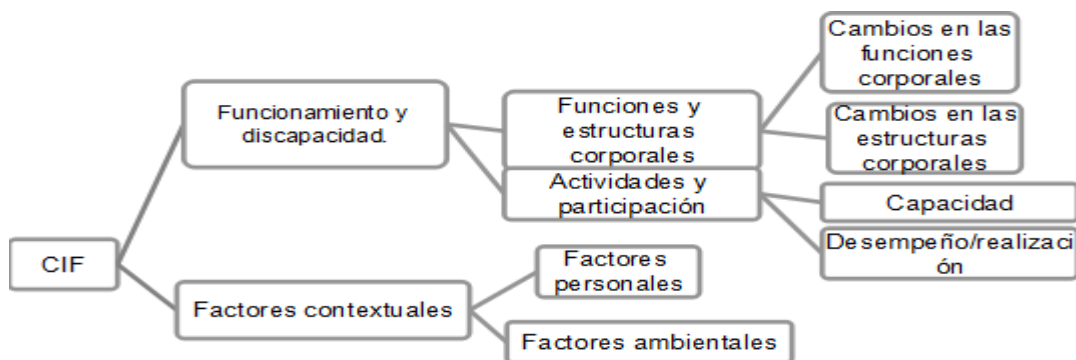 CIF
Funcionamiento y
discapacidad.
Funciones y
estructuras
corporales
Cambios en las
funciones
corporales
Cambios en las
estructuras
corporales
Actividades y
participación
Capacidad
Desempeño/realizaci
ón
Factores contextuales
Factores
personales
Factores ambientales